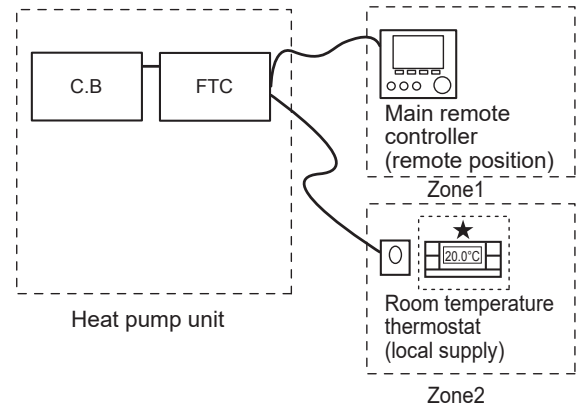 C.B
FTC
Main remote
controller
(remote position)
Zone1
20.0°C
Room temperature
thermostat
(local supply)
Zone2
Heat pump unit